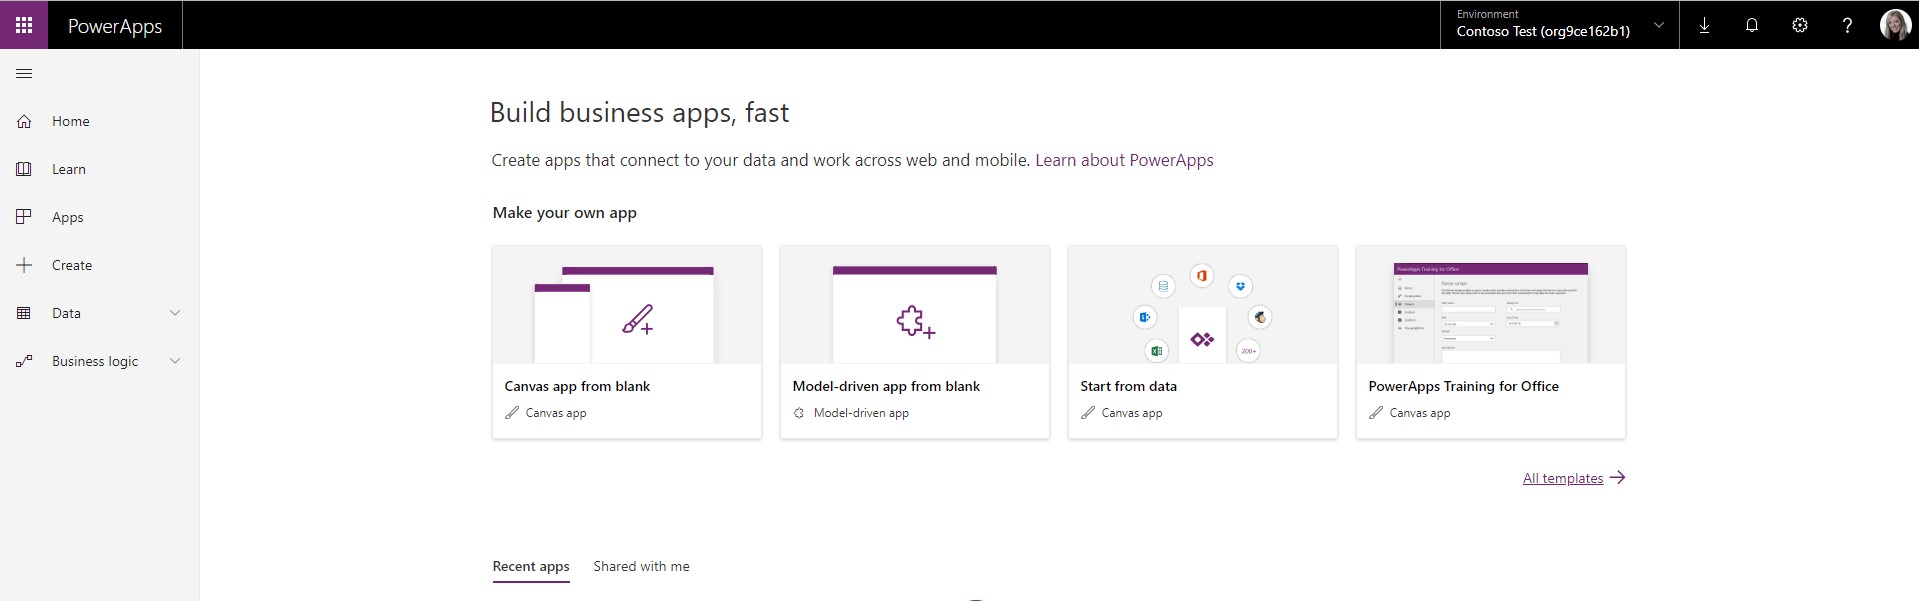 PowerApps
Environment
Contoso Test (org9ce162b1)
Home
Learn
Apps
Create
Data
Business logic
Build business apps, fast
Create apps that connect to your data and work across web and mobile. Learn about PowerApps
Make your own app
200+
PowerApps Training for Office
Canvas app from blank
Canvas app
Model-driven app from blank
Model-driven app
Start from data
Canvas app
PowerApps Training for Office
Canvas app
All templates
Recent apps
Shared with me